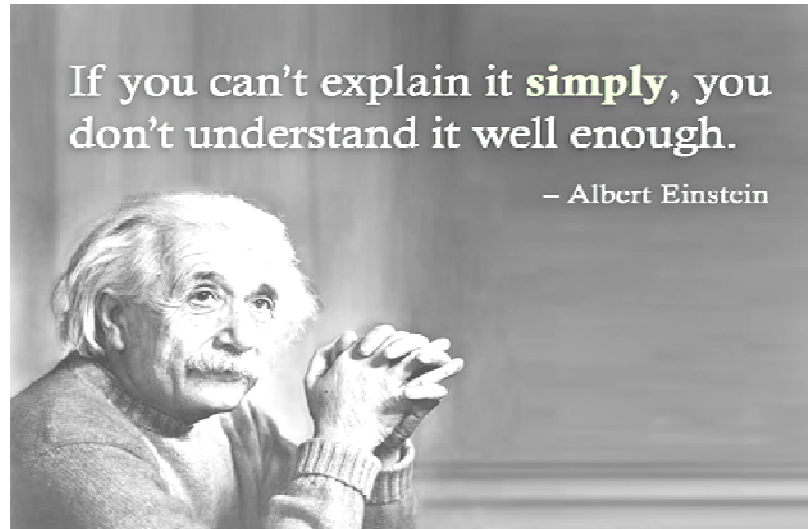 If you can't explain it simply, you
don't understand it well enough.
– Albert Einstein